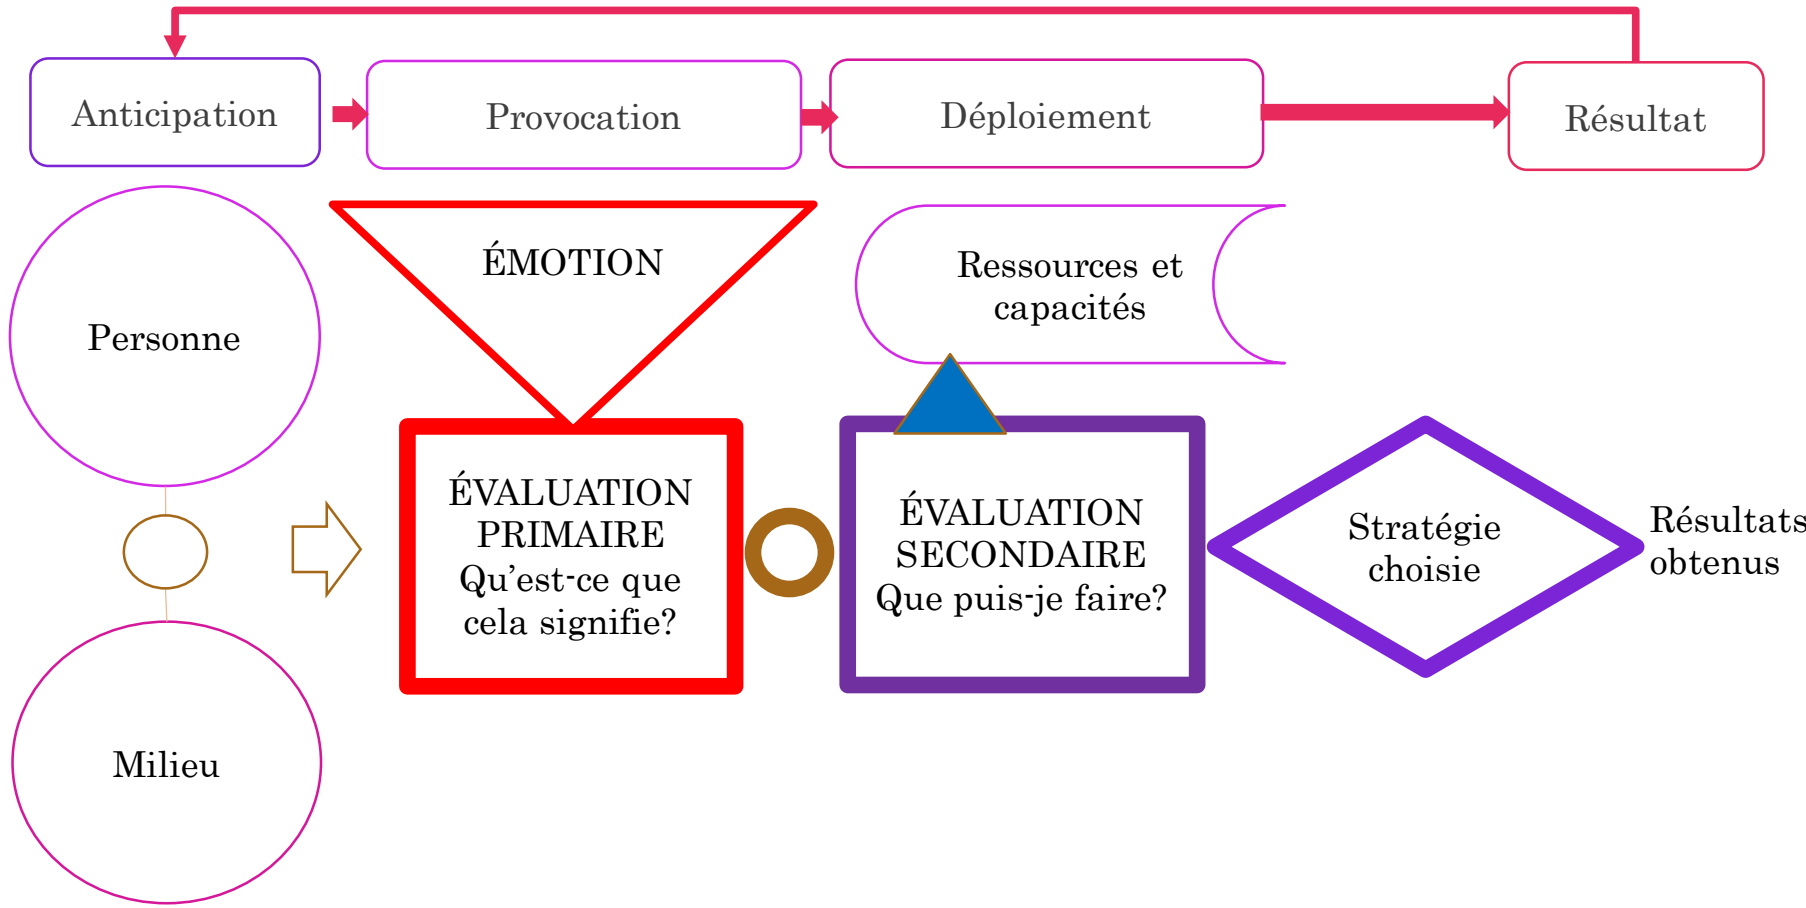 Anticipation
Provocation
Déploiement
Résultat
Personne
ÉMOTION
Ressources et
capacités
ÉVALUATION
PRIMAIRE
Qu'est-ce que
cela signifie?
ÉVALUATION
SECONDAIRE
Que puis-je faire?
Stratégie
choisie
Résultats
obtenus
Milieu